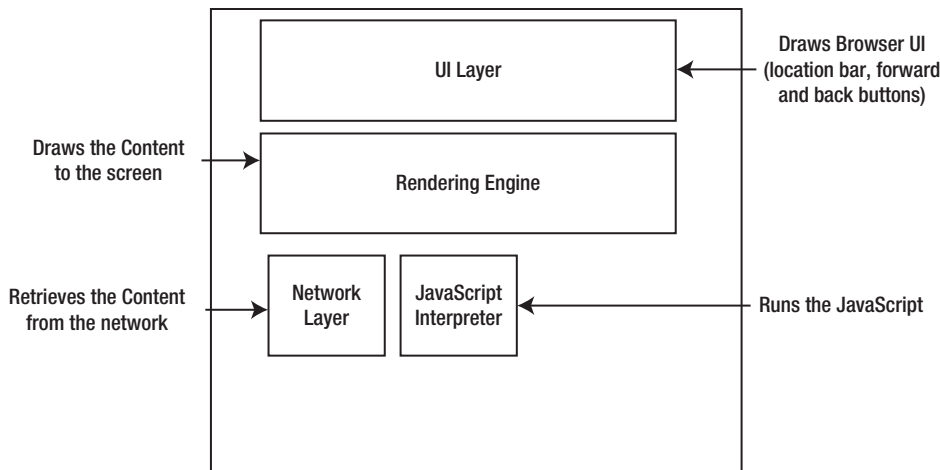 UI Layer
Draws Browser UI
(location bar, forward
and back buttons)
Draws the Content
to the screen
Rendering Engine
Retrieves the Content
from the network
Network
Layer
JavaScript
Interpreter
Runs the JavaScript